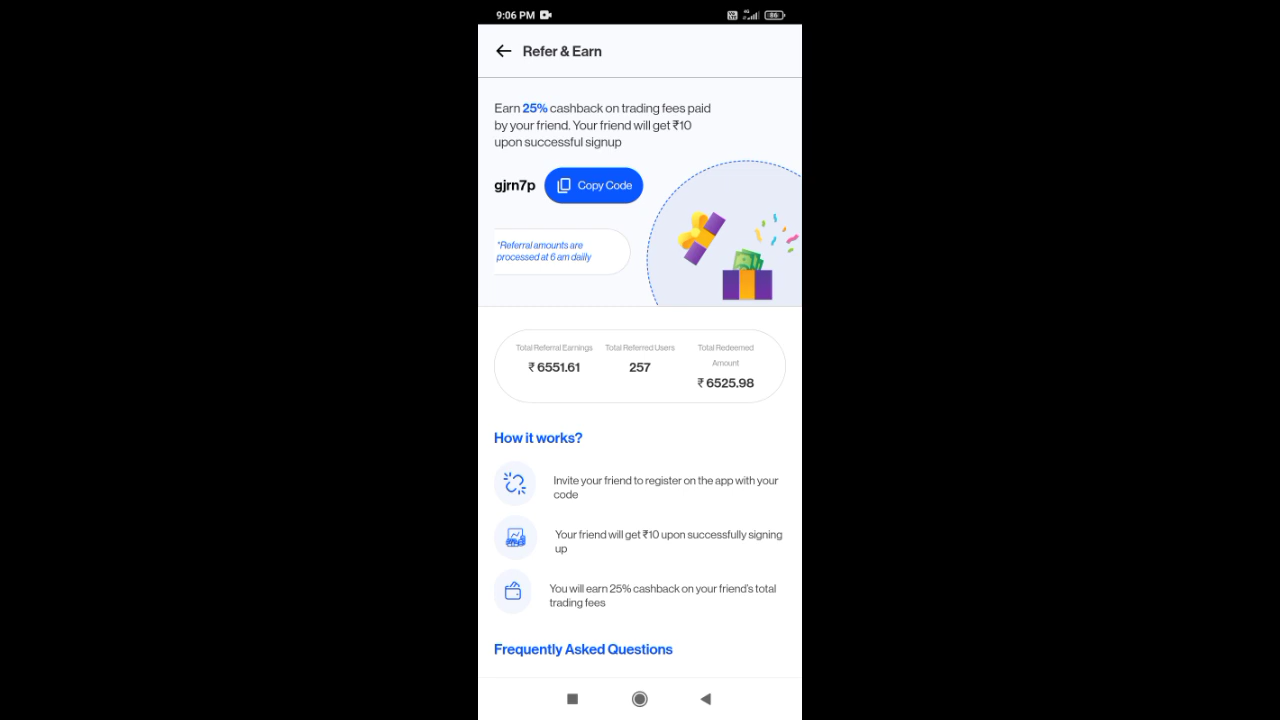 9:06 PM
4G
86
Refer & Earn
Earn 25% cashback on trading fees paid
by your friend. Your friend will get ₹10
upon successful signup
gjrn7p
Copy Code
*Referral amounts are
processed at 6 am dailly
Total Referral Earnings
₹ 6551.61
Total Referred Users
257
Total Redeemed
Amount
₹ 6525.98
How it works?
Invite your friend to register on the app with your
code
Your friend will get ₹10 upon successfully signing
up
You will earn 25% cashback on your friend's total
trading fees
Frequently Asked Questions